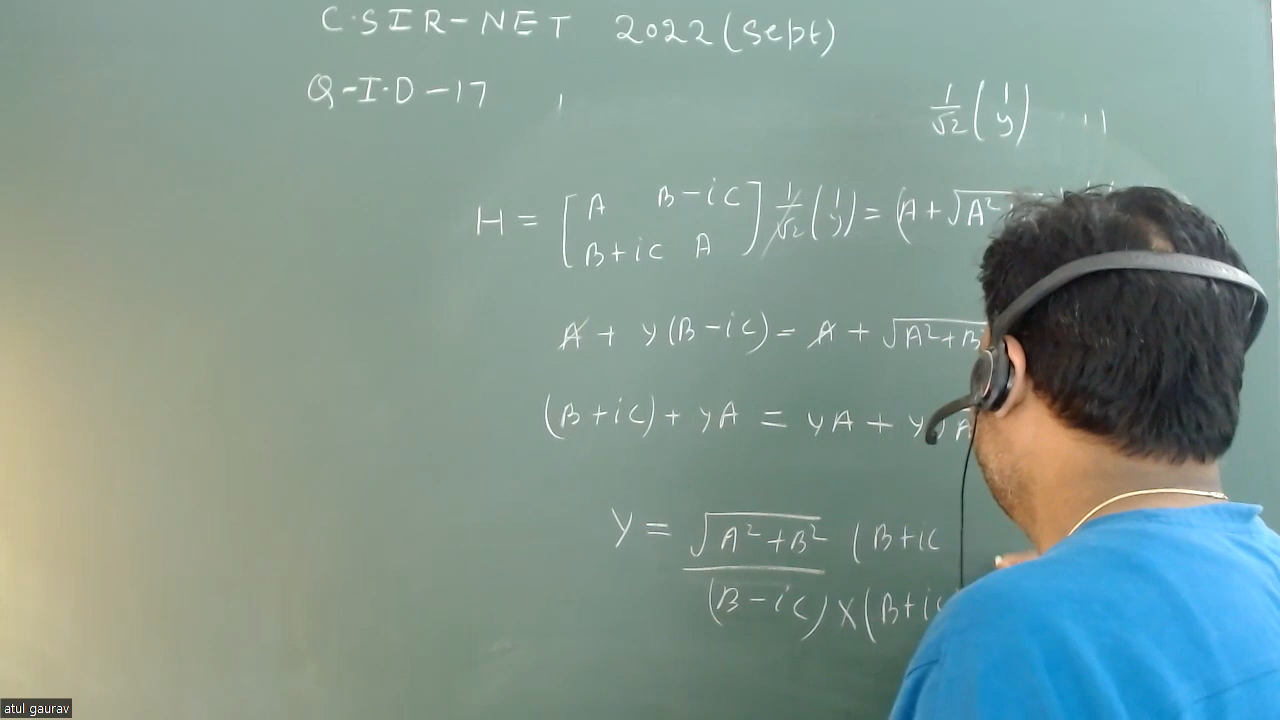 C.SIR-NET 2022 (Sept)
Q-I.D-17
1/√2 (1 y)
H = [A B-iC B+iC A] 1/√2 (1 y) = (A + √A²
A + y(B-iC) = A + √A²+B
(B+iC) + yA = yA + y√A
y = √A²+B² (B+iC
(B-iC) x (B+iC
atul gaurav